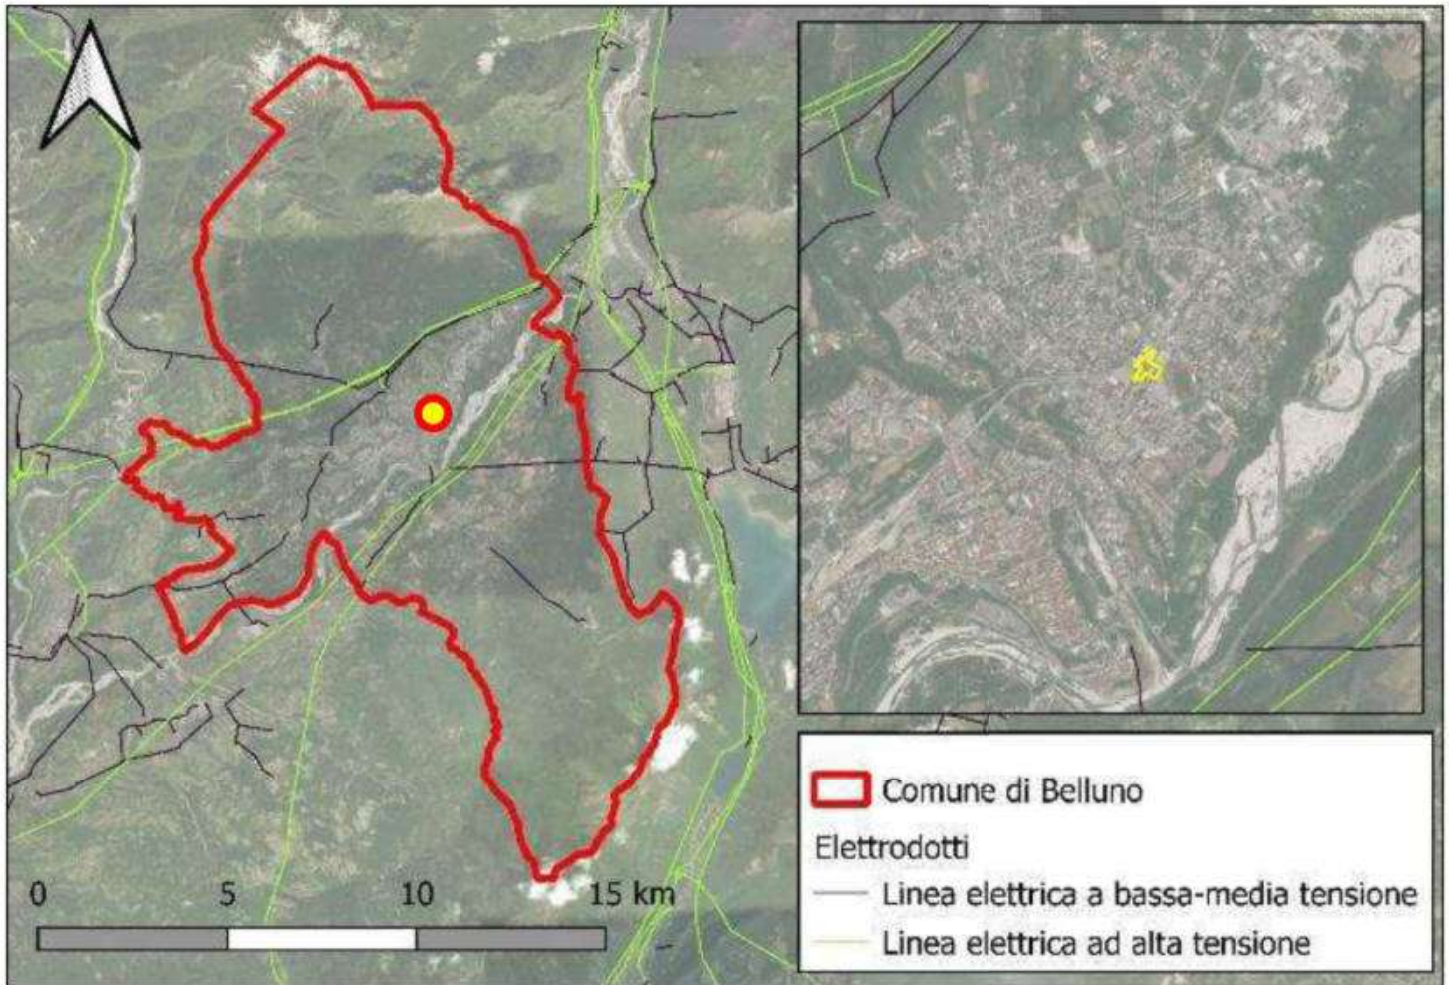 0 5 10 15 km
Comune di Belluno
Elettrodotti
Linea elettrica a bassa-media tensione
Linea elettrica ad alta tensione